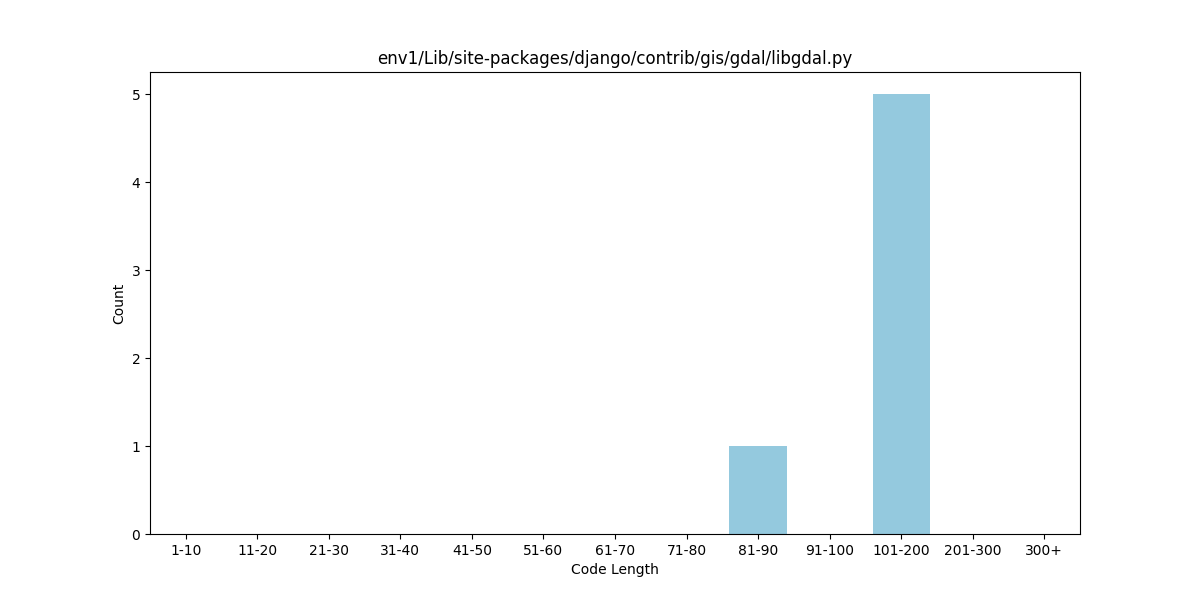 env1/Lib/site-packages/django/contrib/gis/gdal/libgdal.py
5
4
3
2
1
0
Count
1-10 11-20 21-30 31-40 41-50 51-60 61-70 71-80 81-90 91-100 101-200 201-300 300+
Code Length